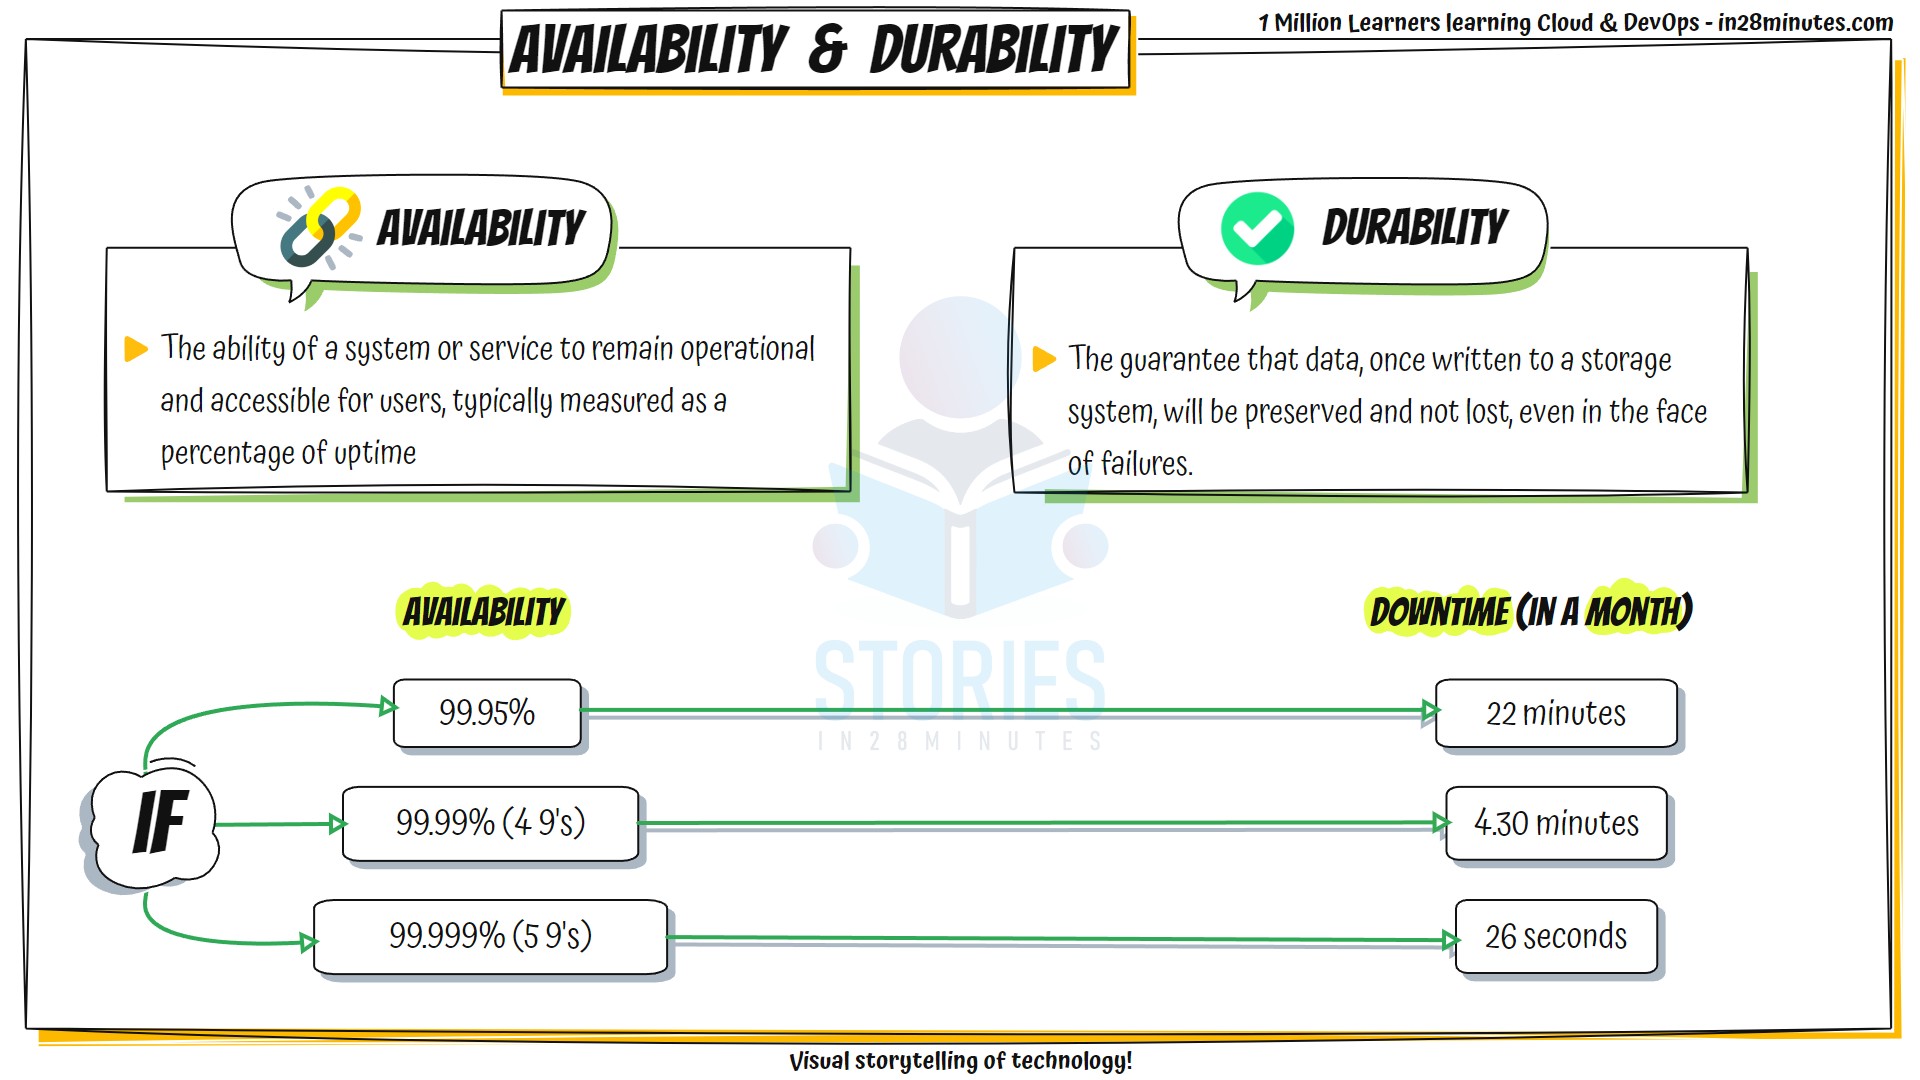 1 Million Learners learning Cloud & DevOps - in28minutes.com
AVAILABILITY & DURABILITY
AVAILABILITY
The ability of a system or service to remain operational
and accessible for users, typically measured as a
percentage of uptime
DURABILITY
The guarantee that data, once written to a storage
system, will be preserved and not lost, even in the face
of failures.
STORIES
IN28MINUTES
AVAILABILITY
DOWNTIME (IN A MONTH)
IF
99.95%
22 minutes
99.99% (4 9's)
4.30 minutes
99.999% (5 9's)
26 seconds
Visual storytelling of technology!